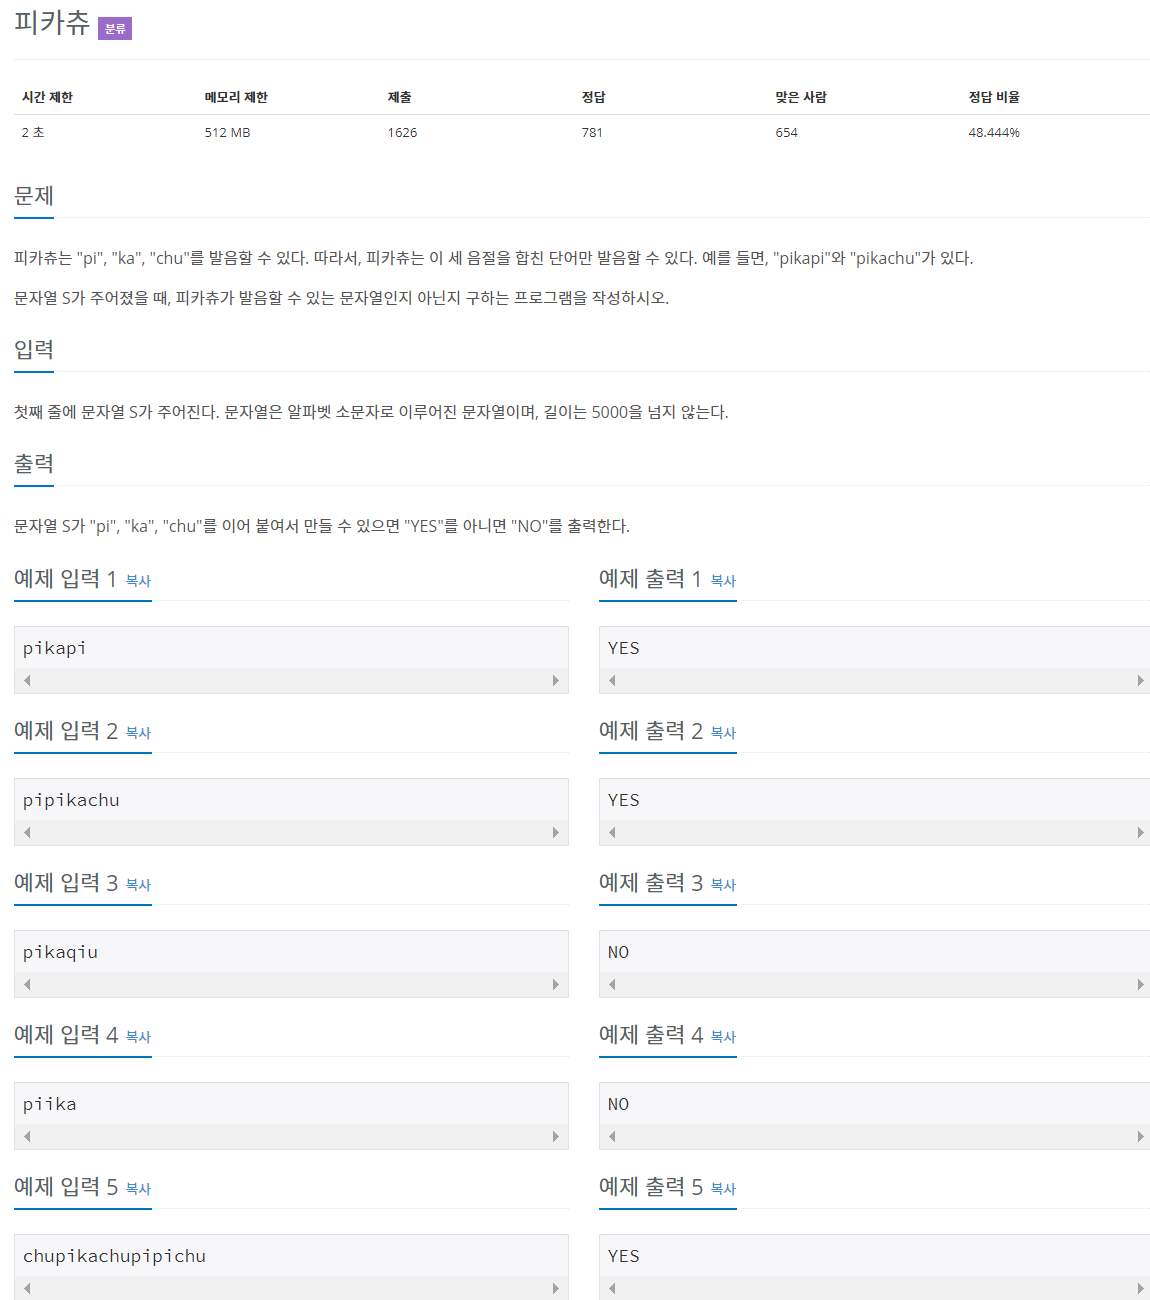 피카츄 분류
시간 제한 메모리 제한 제출 정답 맞은 사람 정답 비율
2 초 512 MB 1626 781 654 48.444%
문제
피카츄는 "pi", "ka", "chu"를 발음할 수 있다. 따라서, 피카츄는 이 세 음절을 합친 단어만 발음할 수 있다. 예를 들면, "pikapi"와 "pikachu"가 있다.
문자열 S가 주어졌을 때, 피카츄가 발음할 수 있는 문자열인지 아닌지 구하는 프로그램을 작성하시오.
입력
첫째 줄에 문자열 S가 주어진다. 문자열은 알파벳 소문자로 이루어진 문자열이며, 길이는 5000을 넘지 않는다.
출력
문자열 S가 "pi", "ka", "chu"를 이어 붙여서 만들 수 있으면 "YES"를 아니면 "NO"를 출력한다.
예제 입력 1 복사 예제 출력 1 복사
pikapi YES
예제 입력 2 복사 예제 출력 2 복사
pipikachu YES
예제 입력 3 복사 예제 출력 3 복사
pikaqiu NO
예제 입력 4 복사 예제 출력 4 복사
piika NO
예제 입력 5 복사 예제 출력 5 복사
chupikachupipichu YES